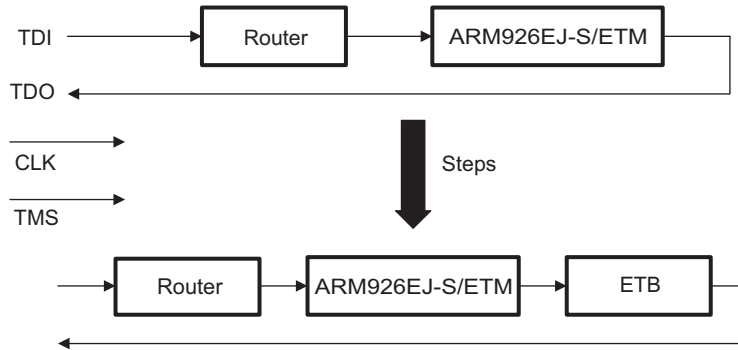 TDI
Router
ARM926EJ-S/ETM
TDO
CLK
Steps
TMS
Router
ARM926EJ-S/ETM
ETB